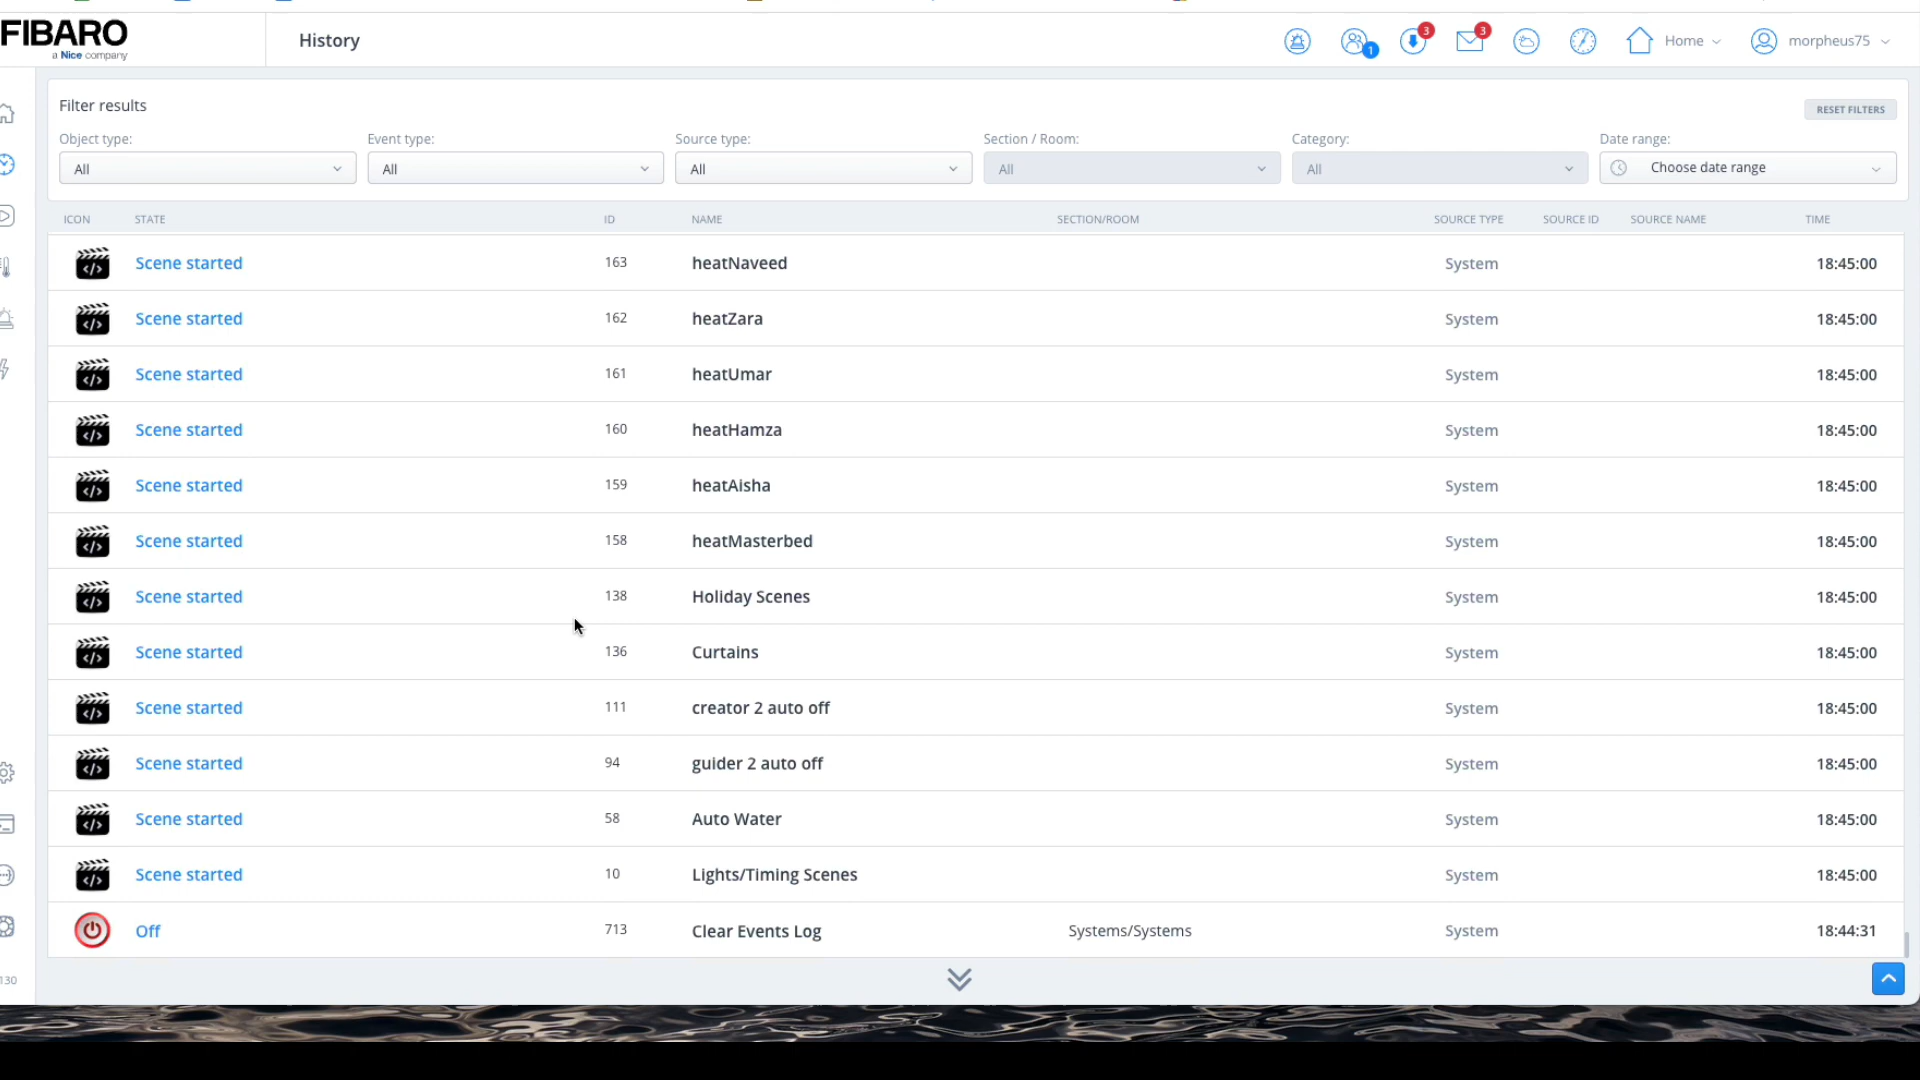 FIBARO
a Nice company
History
1
3
3
Home
morpheus75
Filter results
RESET FILTERS
Object type:
Event type:
Source type:
Section / Room:
Category:
Date range:
All
All
All
All
All
Choose date range
ICON STATE ID NAME SECTION/ROOM SOURCE TYPE SOURCE ID SOURCE NAME TIME
Scene started 163 heatNaveed System 18:45:00
Scene started 162 heatZara System 18:45:00
Scene started 161 heatUmar System 18:45:00
Scene started 160 heatHamza System 18:45:00
Scene started 159 heatAisha System 18:45:00
Scene started 158 heatMasterbed System 18:45:00
Scene started 138 Holiday Scenes System 18:45:00
Scene started 136 Curtains System 18:45:00
Scene started 111 creator 2 auto off System 18:45:00
Scene started 94 guider 2 auto off System 18:45:00
Scene started 58 Auto Water System 18:45:00
Scene started 10 Lights/Timing Scenes System 18:45:00
Off 713 Clear Events Log Systems/Systems System 18:44:31
130